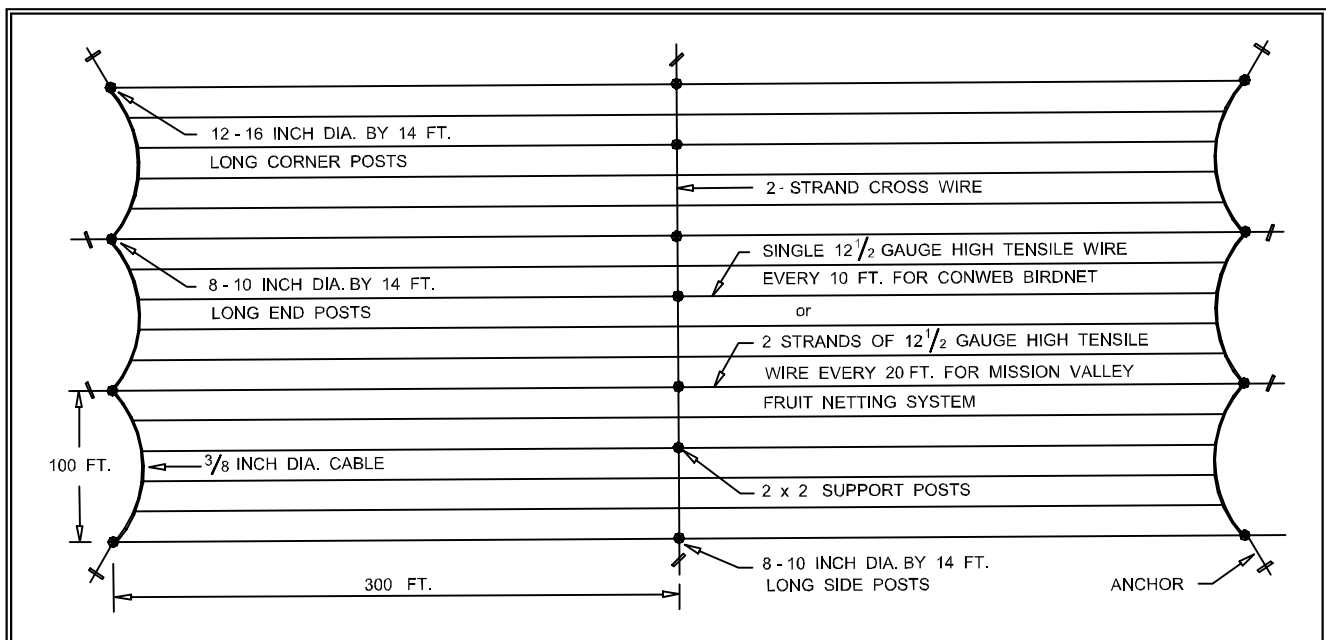 12 - 16 INCH DIA. BY 14 FT.
LONG CORNER POSTS
2 - STRAND CROSS WIRE
SINGLE 12 1/2 GAUGE HIGH TENSILE WIRE
EVERY 10 FT. FOR CONWEB BIRDNET
8 - 10 INCH DIA. BY 14 FT.
LONG END POSTS
or
2 STRANDS OF 12 1/2 GAUGE HIGH TENSILE
WIRE EVERY 20 FT. FOR MISSION VALLEY
FRUIT NETTING SYSTEM
100 FT.
3/8 INCH DIA. CABLE
2 x 2 SUPPORT POSTS
8 - 10 INCH DIA. BY 14 FT.
LONG SIDE POSTS
300 FT.
ANCHOR